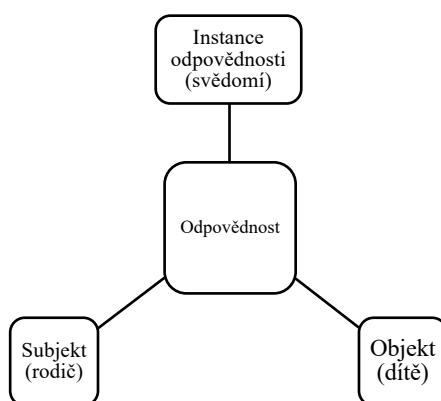 Instance
odpovědnosti
(svědomí)
Odpovědnost
Subjekt
(rodič)
Objekt
(dítě)